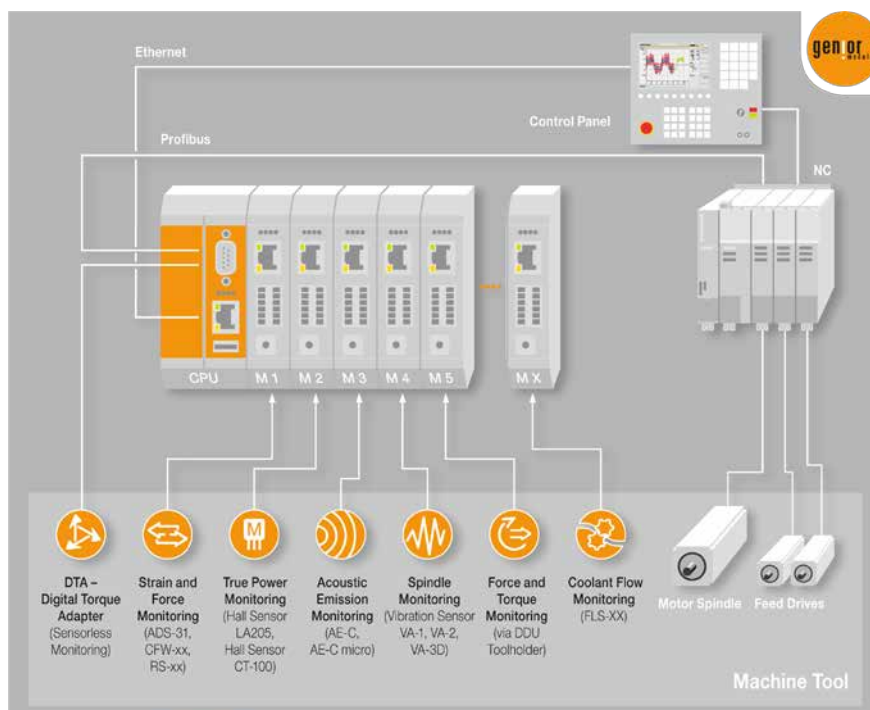 genior
Ethernet
Control Panel
Profibus
NC
CPU
M 1
M 2
M 3
M 4
M 5
M X
DTA –
Digital Torque
Adapter
(Sensorless
Monitoring)
Strain and
Force
Monitoring
(ADS-31,
CFW-xx,
RS-xx)
True Power
Monitoring
(Hall Sensor
LA205,
Hall Sensor
CT-100)
Acoustic
Emission
Monitoring
(AE-C,
AE-C micro)
Spindle
Monitoring
(Vibration Sensor
VA-1, VA-2,
VA-3D)
Force and
Torque
Monitoring
(via DDU
Toolholder)
Coolant Flow
Monitoring
(FLS-XX)
Motor Spindle
Feed Drives
M
Machine Tool